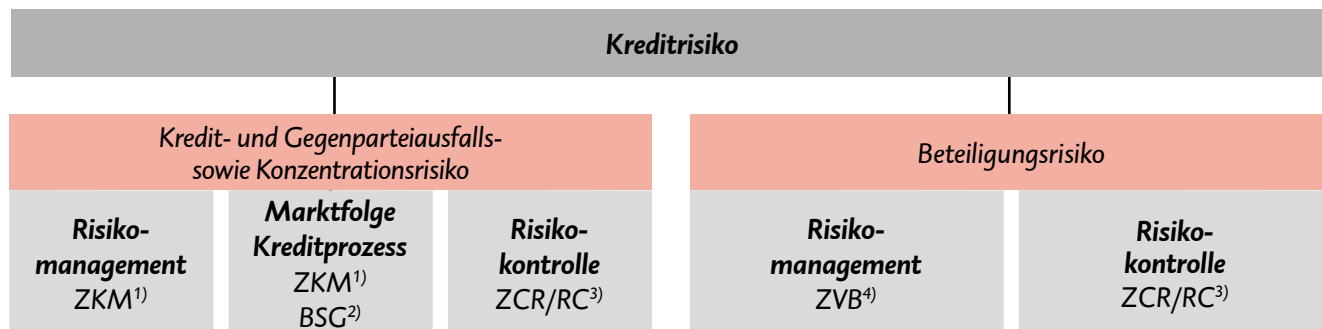 Kreditrisiko
Kredit- und Gegenparteiausfalls-
sowie Konzentrationsrisiko
Risiko-
management
ZKM¹⁾
Marktfolge
Kreditprozess
ZKM¹⁾
BSG²⁾
Risiko-
kontrolle
ZCR/RC³⁾
Beteiligungsrisiko
Risiko-
management
ZVB⁴⁾
Risiko-
kontrolle
ZCR/RC³⁾